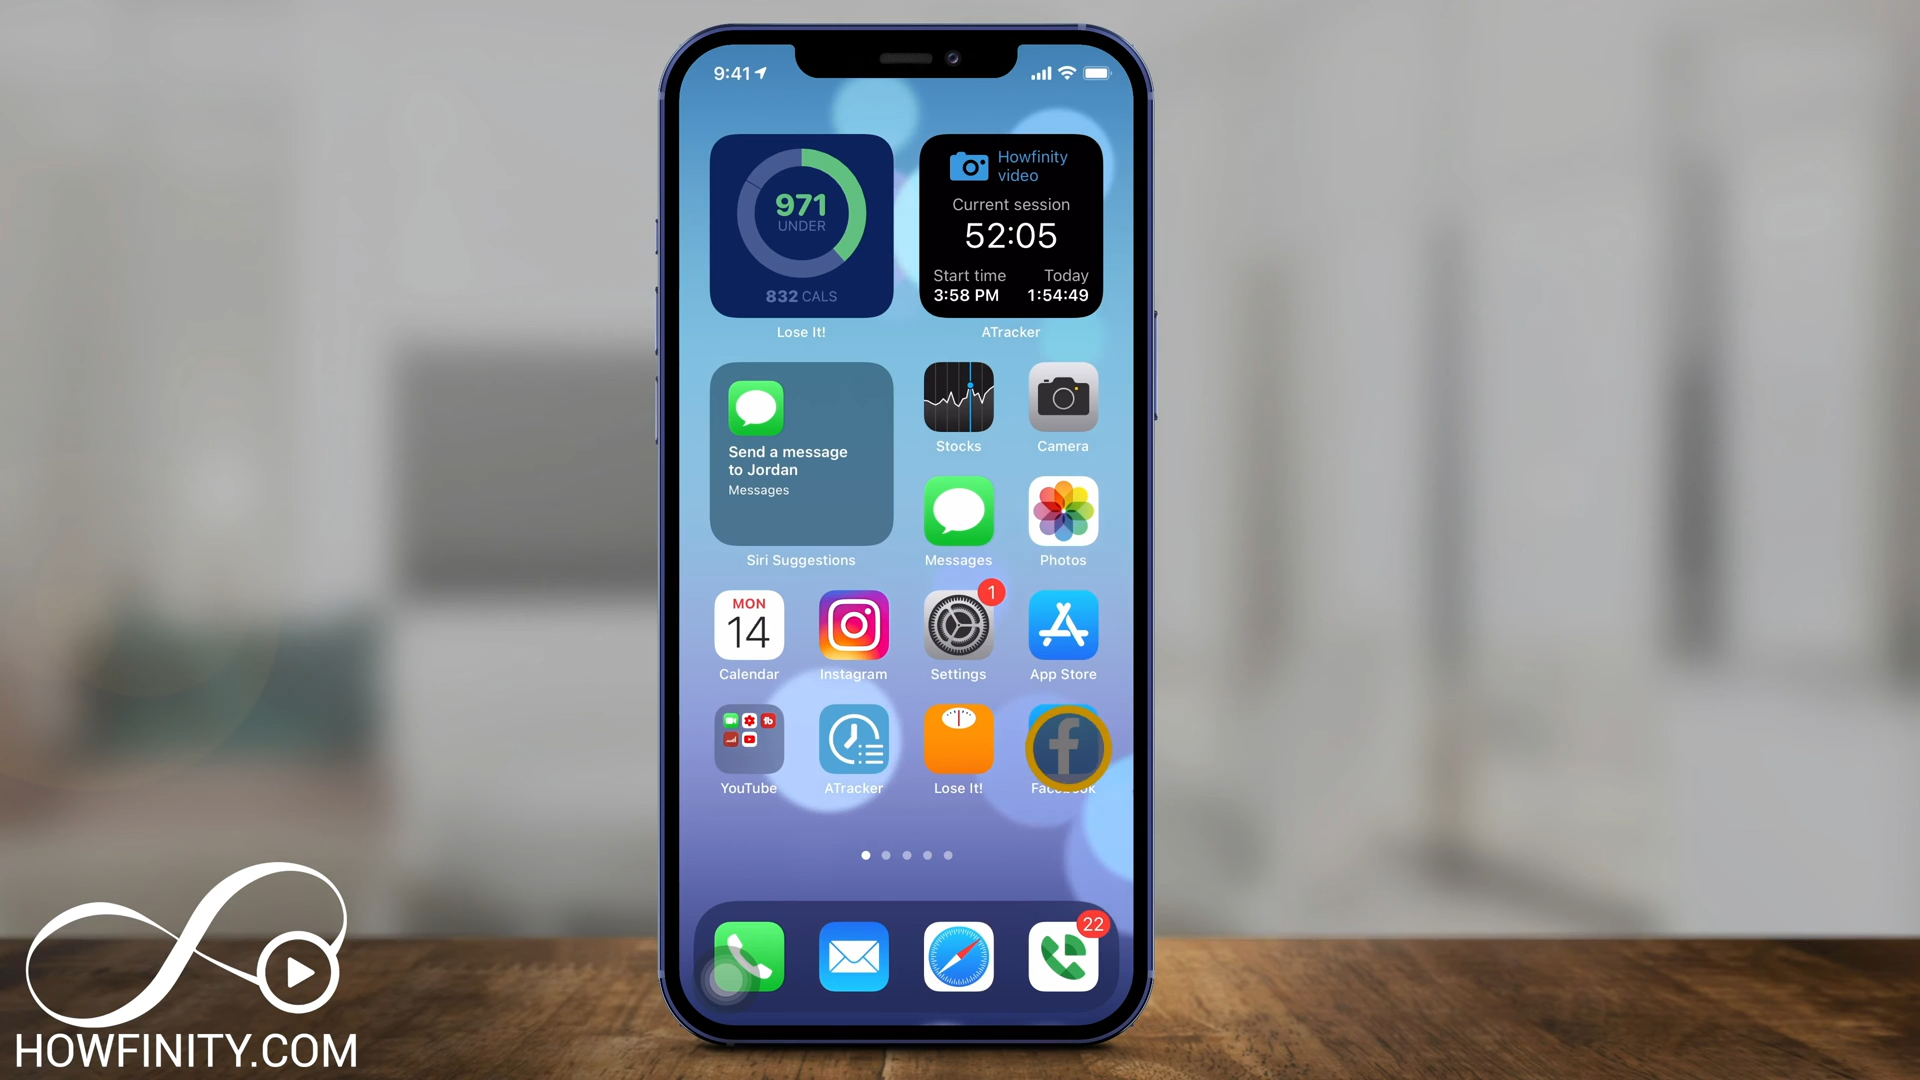 9:41
971
UNDER
832 CALS
Lose It!
Howfinity
video
Current session
52:05
Start time Today
3:58 PM 1:54:49
ATracker
Send a message
to Jordan
Messages
Siri Suggestions
Stocks
Camera
Messages
Photos
MON
14
Calendar
Instagram
1
Settings
App Store
YouTube
ATracker
Lose It!
Facebook
22
HOWFINITY.COM